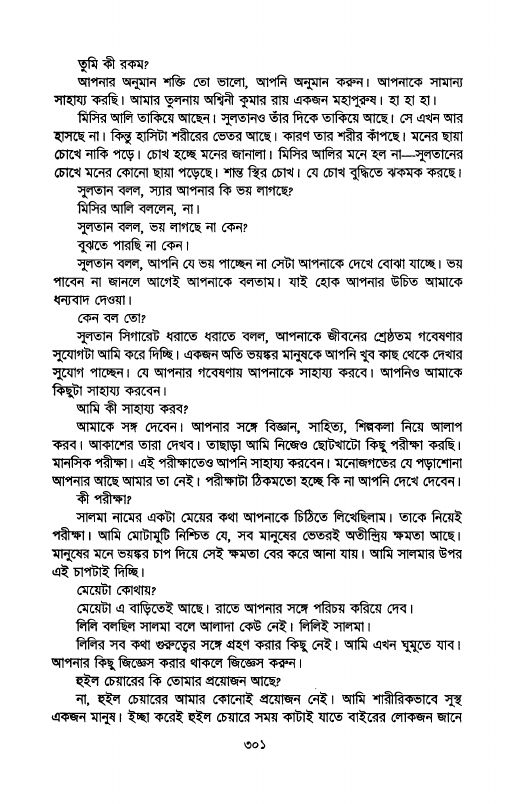 তুমি কী রকম?
আপনার অনুমান শক্তি তো ভালো, আপনি অনুমান করুন। আপনাকে সামান্য
সাহায্য করছি। আমার তুলনায় অশ্বিনী কুমার রায় একজন মহাপুরুষ। হা হা হা।
মিসির আলি তাকিয়ে আছেন। সুলতানও তাঁর দিকে তাকিয়ে আছে। সে এখন আর
হাসছে না। কিন্তু হাসিটা শরীরের ভেতর আছে। কারণ তার শরীর কাঁপছে। মনের ছায়া
চোখে নাকি পড়ে। চোখ হচ্ছে মনের জানালা। মিসির আলির মনে হল না—সুলতানের
চোখে মনের কোনো ছায়া পড়েছে। শান্ত স্থির চোখ। যে চোখ বুদ্ধিতে ঝকমক করছে।
সুলতান বলল, স্যার আপনার কি ভয় লাগছে?
মিসির আলি বললেন, না।
সুলতান বলল, ভয় লাগছে না কেন?
বুঝতে পারছি না কেন।
সুলতান বলল, আপনি যে ভয় পাচ্ছেন না সেটা আপনাকে দেখে বোঝা যাচ্ছে। ভয়
পাবেন না জানলে আগেই আপনাকে বলতাম। যাই হোক আপনার উচিত আমাকে
ধন্যবাদ দেওয়া।
কেন বল তো?
সুলতান সিগারেট ধরাতে ধরাতে বলল, আপনাকে জীবনের শ্রেষ্ঠতম গবেষণার
সুযোগটা আমি করে দিচ্ছি। একজন অতি ভয়ঙ্কর মানুষকে আপনি খুব কাছ থেকে দেখার
সুযোগ পাচ্ছেন। যে আপনার গবেষণায় আপনাকে সাহায্য করবে। আপনিও আমাকে
কিছুটা সাহায্য করবেন।
আমি কী সাহায্য করব?
আমাকে সঙ্গ দেবেন। আপনার সঙ্গে বিজ্ঞান, সাহিত্য, শিল্পকলা নিয়ে আলাপ
করব। আকাশের তারা দেখব। তাছাড়া আমি নিজেও ছোটখাটো কিছু পরীক্ষা করছি।
মানসিক পরীক্ষা। এই পরীক্ষাতেও আপনি সাহায্য করবেন। মনোজগতের যে পড়াশোনা
আপনার আছে আমার তা নেই। পরীক্ষাটা ঠিকমতো হচ্ছে কি না আপনি দেখে দেবেন।
কী পরীক্ষা?
সালমা নামের একটা মেয়ের কথা আপনাকে চিঠিতে লিখেছিলাম। তাকে নিয়েই
পরীক্ষা। আমি মোটামুটি নিশ্চিত যে, সব মানুষের ভেতরই অতীন্দ্রিয় ক্ষমতা আছে।
মানুষের মনে ভয়ঙ্কর চাপ দিয়ে সেই ক্ষমতা বের করে আনা যায়। আমি সালমার উপর
এই চাপটাই দিচ্ছি।
মেয়েটা কোথায়?
মেয়েটা এ বাড়িতেই আছে। রাতে আপনার সঙ্গে পরিচয় করিয়ে দেব।
লিলি বলছিল সালমা বলে আলাদা কেউ নেই। লিলিই সালমা।
লিলির সব কথা গুরুত্বের সঙ্গে গ্রহণ করার কিছু নেই। আমি এখন ঘুমুতে যাব।
আপনার কিছু জিজ্ঞেস করার থাকলে জিজ্ঞেস করুন।
হুইল চেয়ারের কি তোমার প্রয়োজন আছে?
না, হুইল চেয়ারের আমার কোনোই প্রয়োজন নেই। আমি শারীরিকভাবে সুস্থ
একজন মানুষ। ইচ্ছা করেই হুইল চেয়ারে সময় কাটাই যাতে বাইরের লোকজন জানে
৩০১